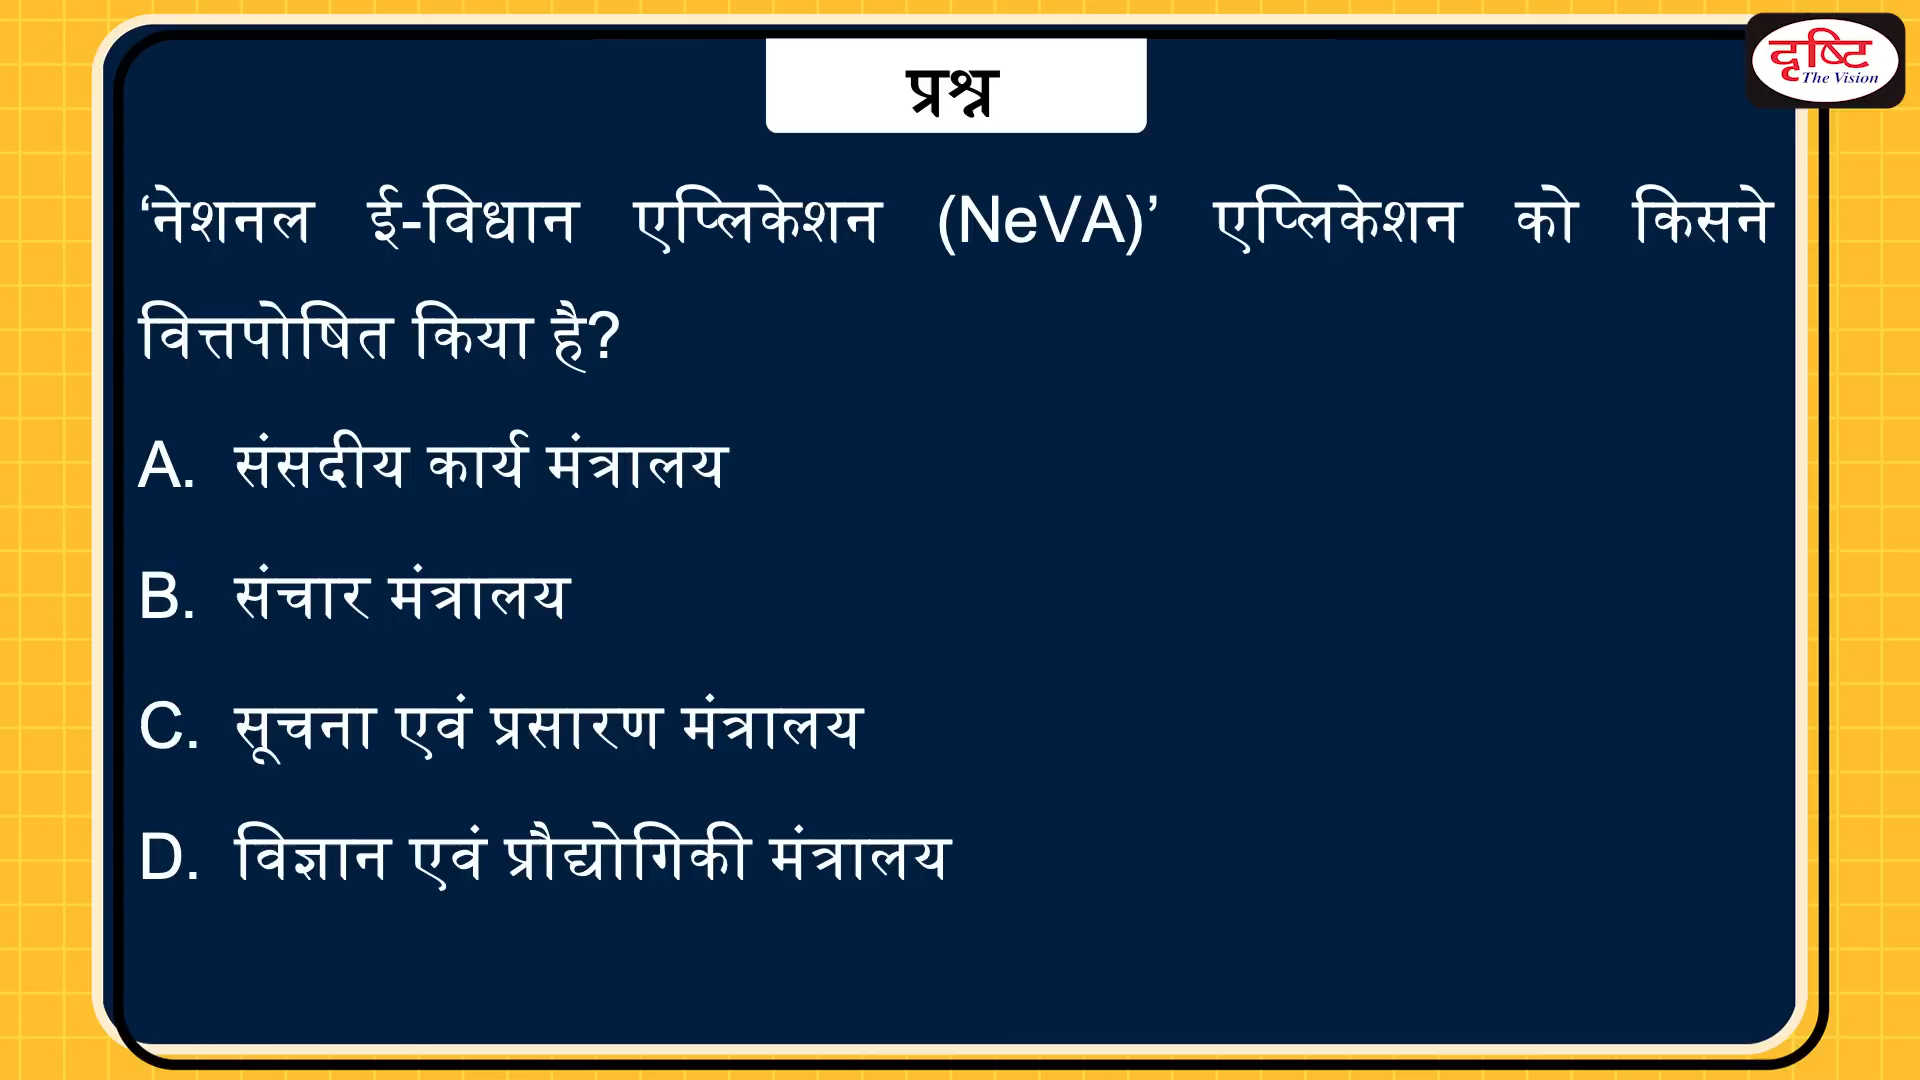 प्रश्न
दृष्टि
The Vision
‘नेशनल ई-विधान एप्लिकेशन (NeVA)’ एप्लिकेशन को किसने
वित्तपोषित किया है?
A. संसदीय कार्य मंत्रालय
B. संचार मंत्रालय
C. सूचना एवं प्रसारण मंत्रालय
D. विज्ञान एवं प्रौद्योगिकी मंत्रालय